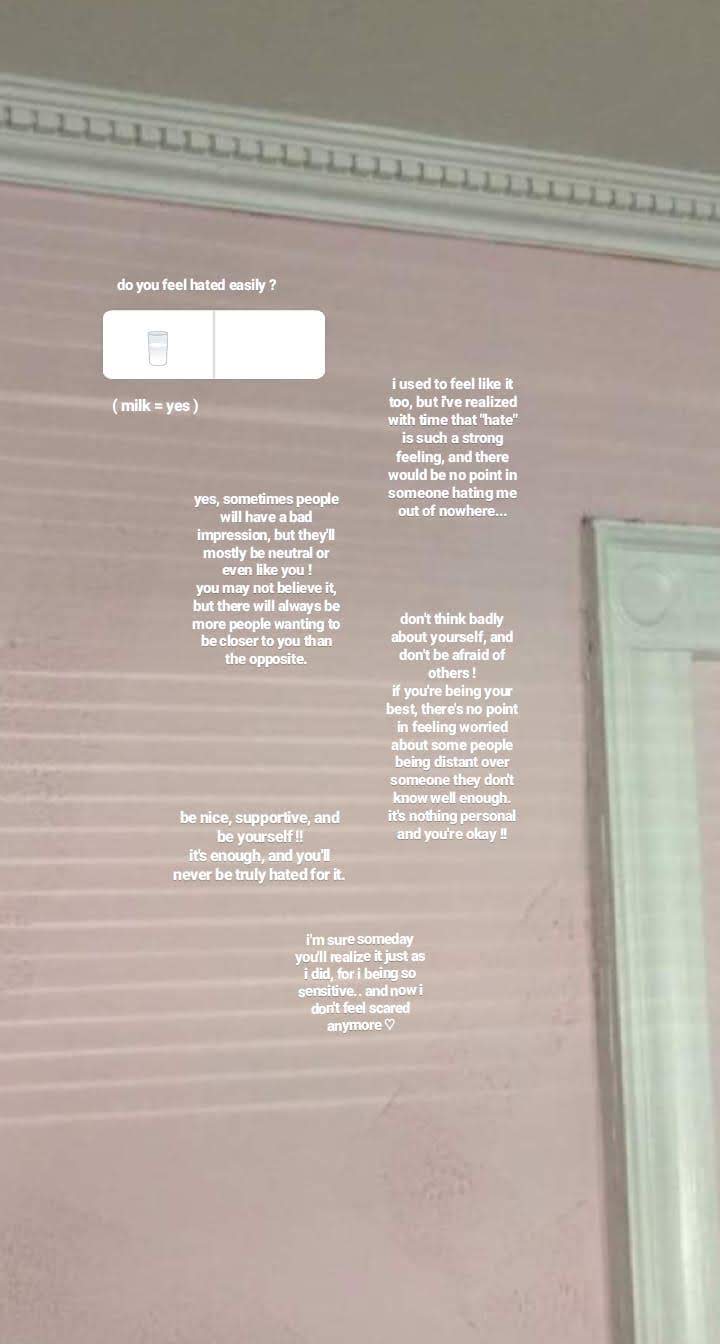 do you feel hated easily ?
🥛
( milk = yes )
i used to feel like it
too, but i've realized
with time that "hate"
is such a strong
feeling, and there
would be no point in
someone hating me
out of nowhere...
yes, sometimes people
will have a bad
impression, but they'll
mostly be neutral or
even like you !
you may not believe it,
but there will always be
more people wanting to
be closer to you than
the opposite.
don't think badly
about yourself, and
don't be afraid of
others !
if you're being your
best, there's no point
in feeling worried
about some people
being distant over
someone they don't
know well enough.
it's nothing personal
and you're okay !!
be nice, supportive, and
be yourself !!
it's enough, and you'll
never be truly hated for it.
i'm sure someday
you'll realize it just as
i did, for i being so
sensitive.. and now i
don't feel scared
anymore ♡